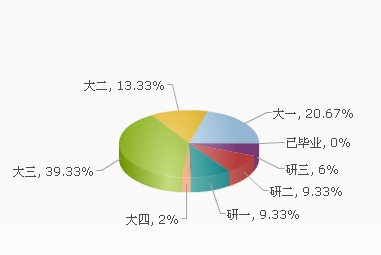 大二, 13.33%
大一, 20.67%
已毕业, 0%
大三, 39.33%
研三, 6%
研二, 9.33%
大四, 2%
研一, 9.33%